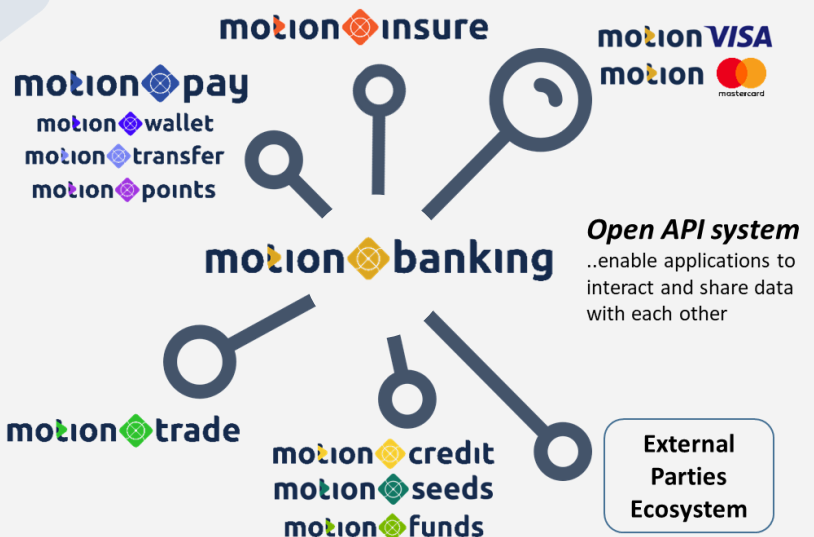 motion insure
motion VISA
motion mastercard
motion pay
motion wallet
motion transfer
motion points
motion banking
Open API system
..enable applications to
interact and share data
with each other
motion trade
motion credit
motion seeds
motion funds
External
Parties
Ecosystem